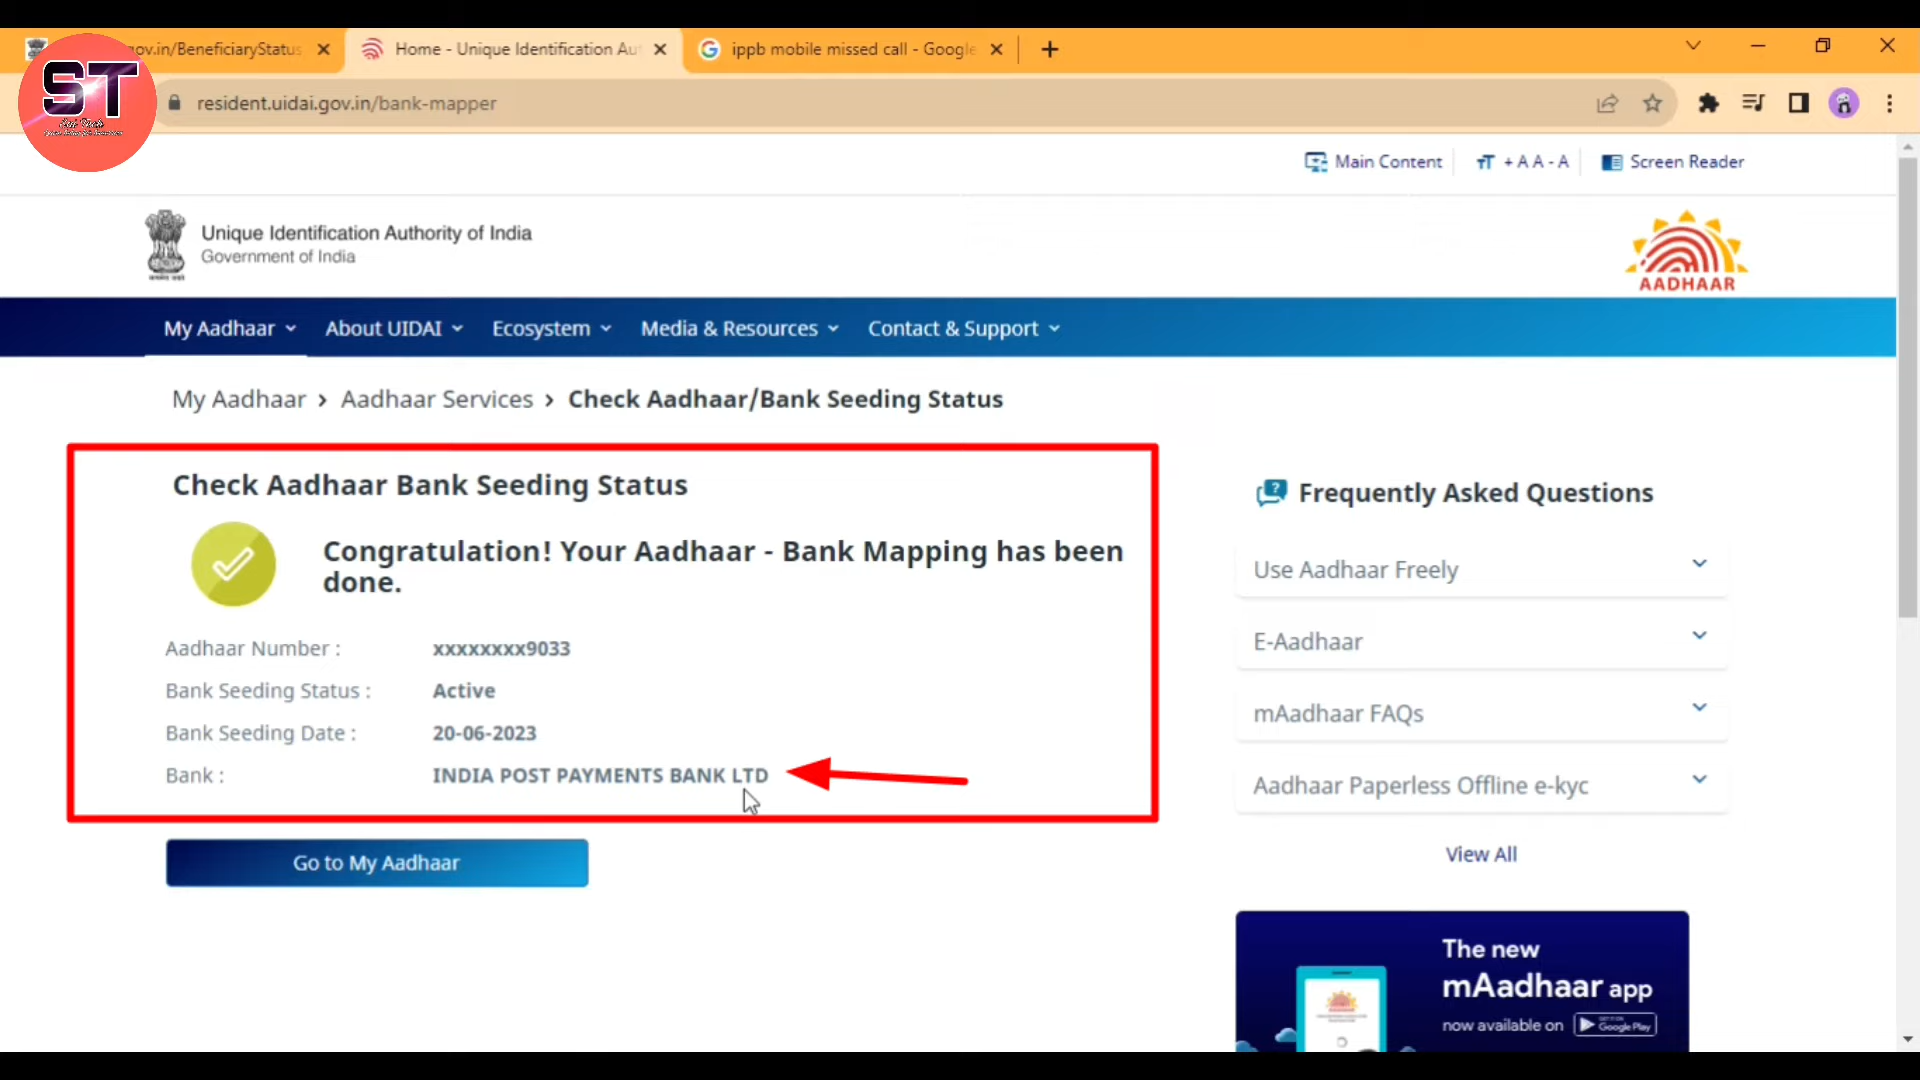 gov.in/BeneficiaryStatus
Home - Unique Identification Au
ippb mobile missed call - Google
ST
resident.uidai.gov.in/bank-mapper
Main Content
+ A A - A
Screen Reader
Unique Identification Authority of India
Government of India
AADHAAR
My Aadhaar
About UIDAI
Ecosystem
Media & Resources
Contact & Support
My Aadhaar › Aadhaar Services › Check Aadhaar/Bank Seeding Status
Check Aadhaar Bank Seeding Status
Congratulation! Your Aadhaar - Bank Mapping has been
done.
Aadhaar Number : xxxxxxxx9033
Bank Seeding Status : Active
Bank Seeding Date : 20-06-2023
Bank : INDIA POST PAYMENTS BANK LTD
Go to My Aadhaar
Frequently Asked Questions
Use Aadhaar Freely
E-Aadhaar
mAadhaar FAQs
Aadhaar Paperless Offline e-kyc
View All
The new
mAadhaar app
now available on
Google Play